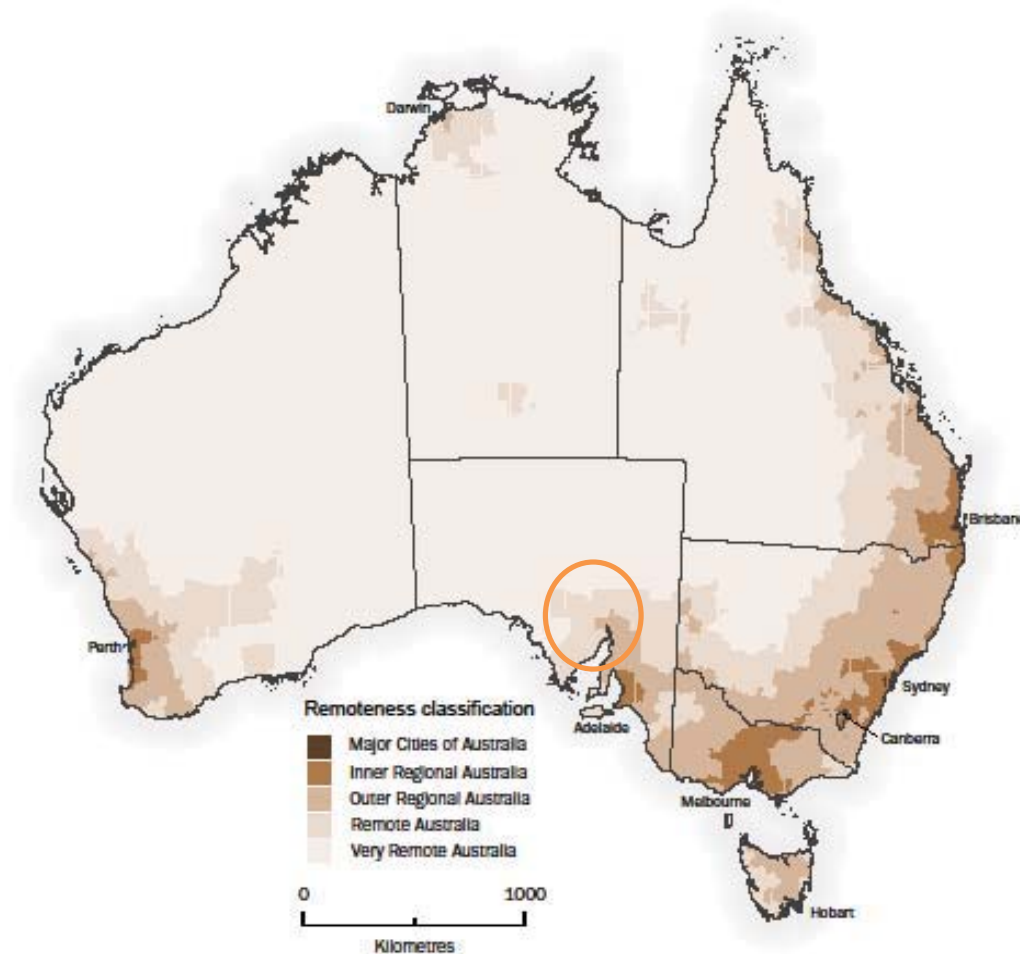 Darwin
Brisbane
Perth
Sydney
Adelaide
Canberra
Melbourne
Hobart
Remoteness classification
Major Cities of Australia
Inner Regional Australia
Outer Regional Australia
Remote Australia
Very Remote Australia
0 1000
Kilometres